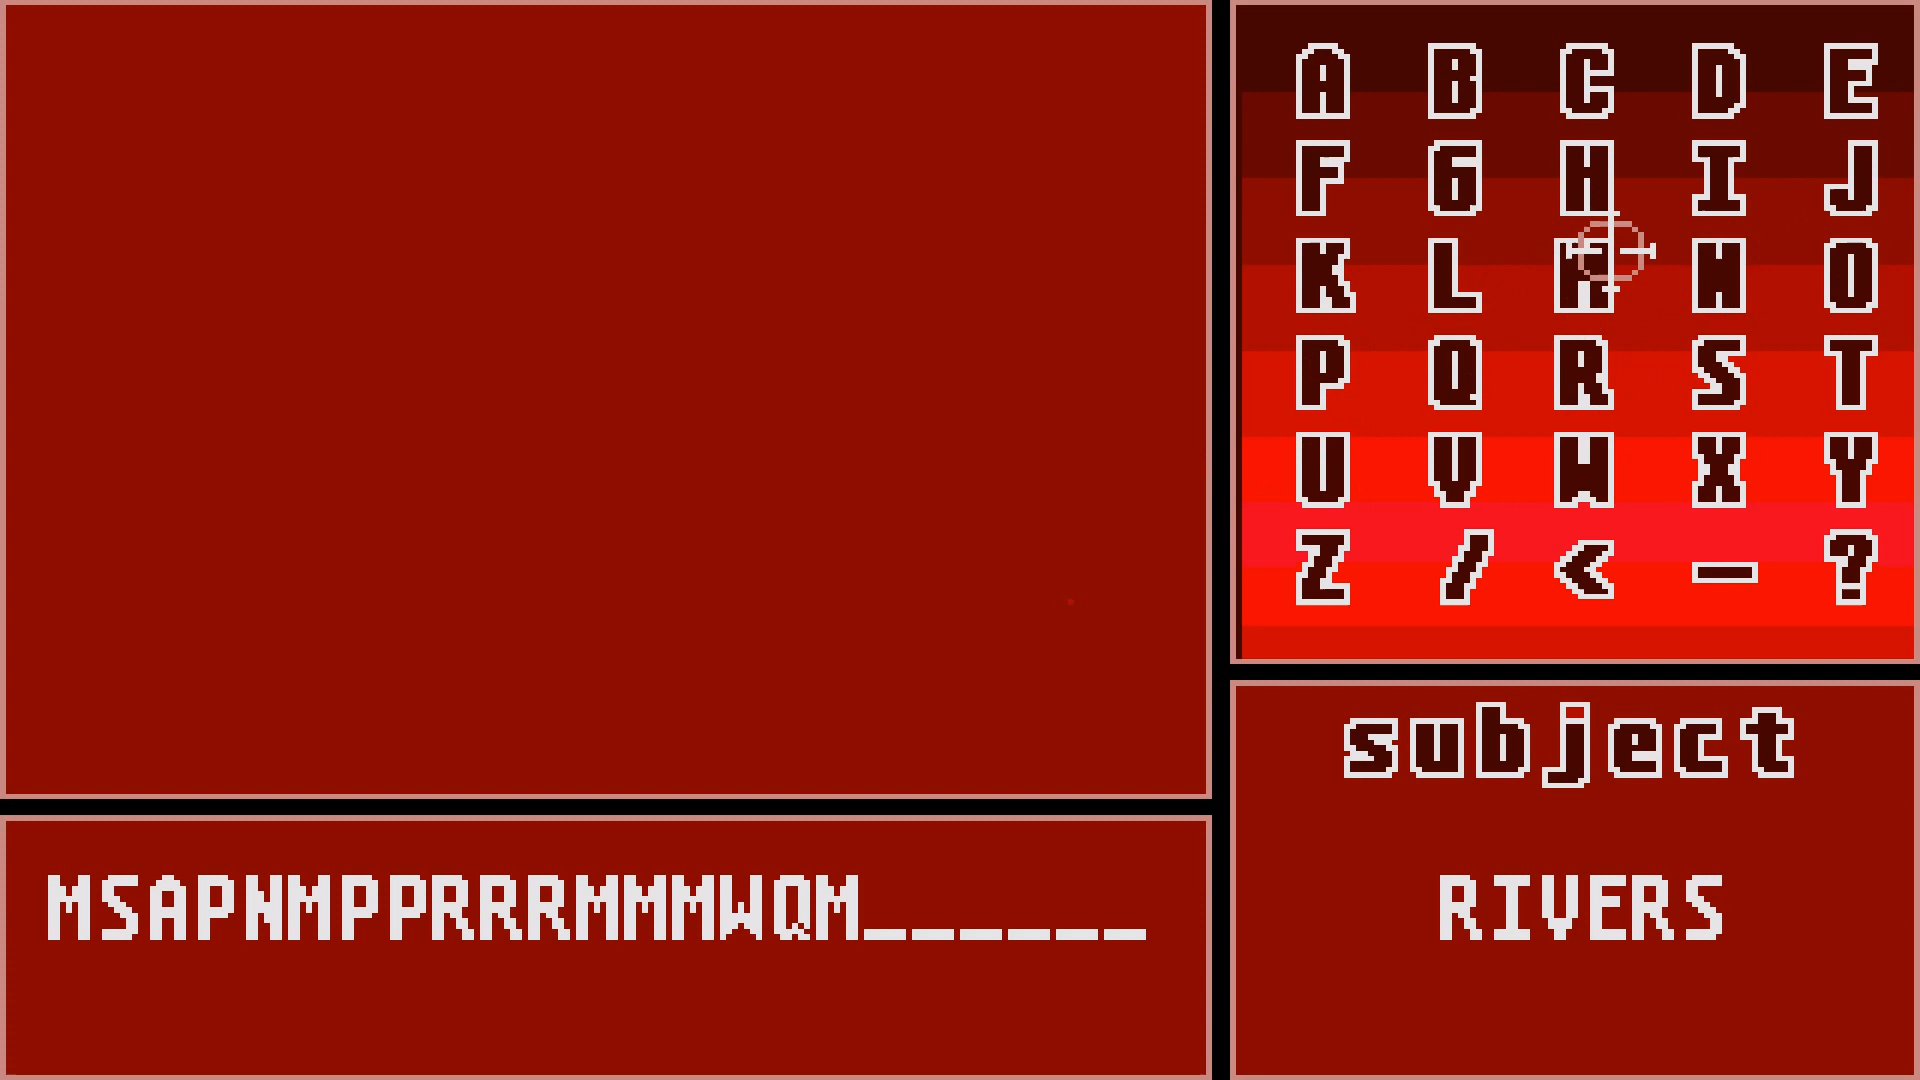 A B C D E
F G H I J
K L M N O
P Q R S T
U V W X Y
Z / < - ?
subject
RIVERS
MSAPNMPPRRRMMMWQM______